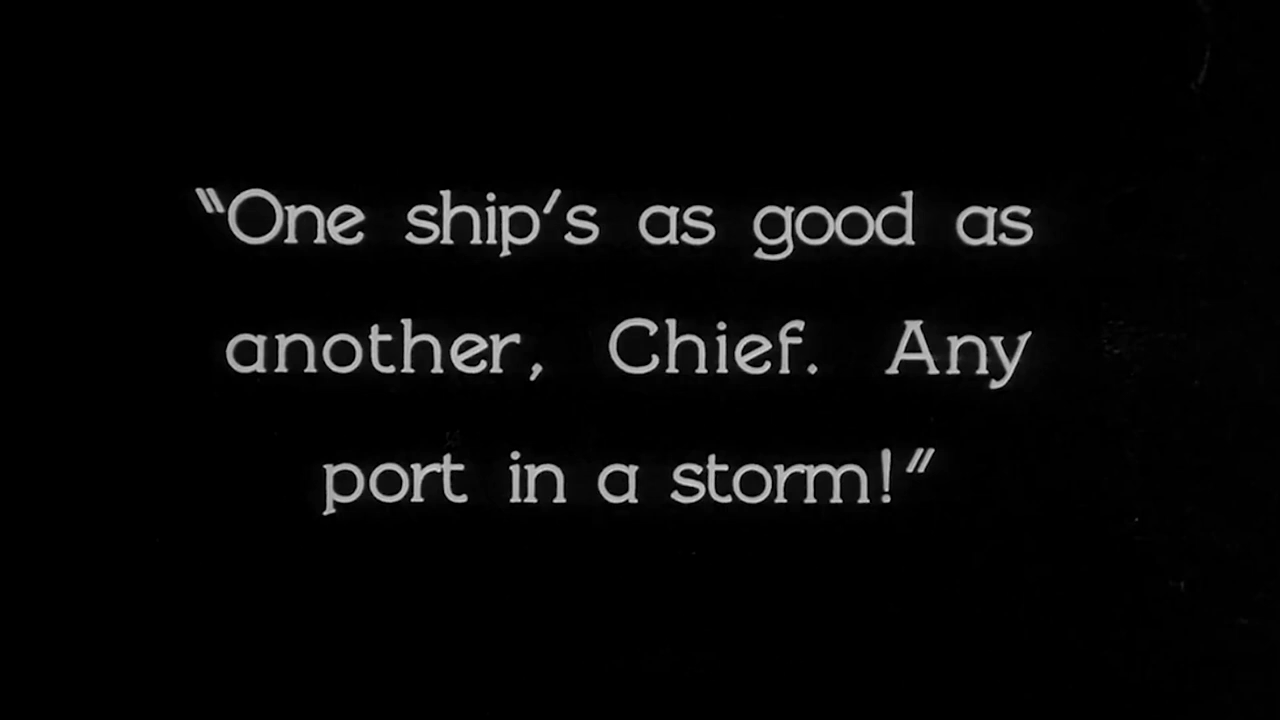 “One ship's as good as
another, Chief. Any
port in a storm!”